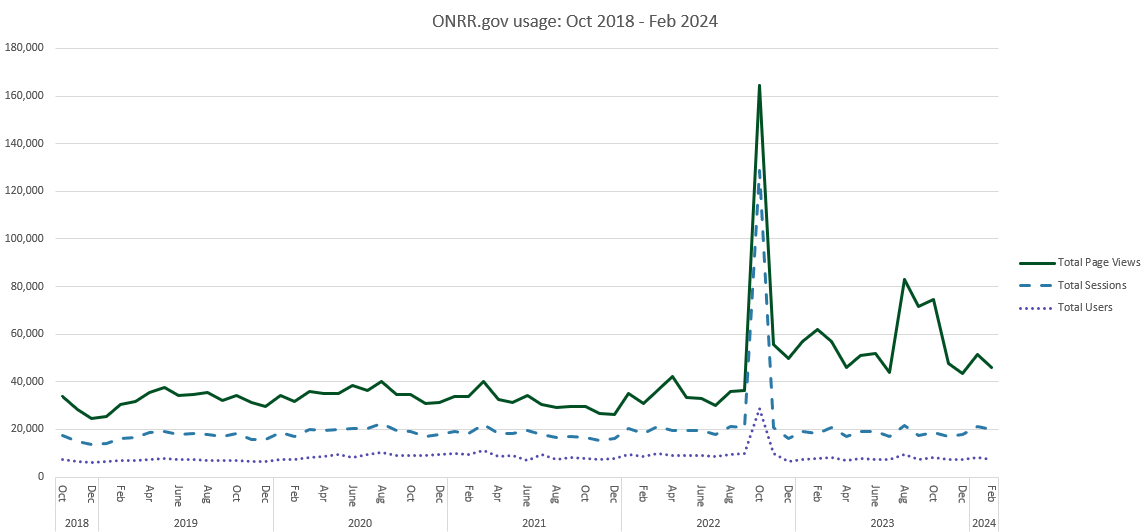 ONRR.gov usage: Oct 2018 - Feb 2024
180,000
160,000
140,000
120,000
100,000
80,000
60,000
40,000
20,000
0
Total Page Views
Total Sessions
Total Users
Oct Dec Feb Apr June Aug Oct Dec Feb Apr June Aug Oct Dec Feb Apr June Aug Oct Dec Feb Apr June Aug Oct Dec Feb Apr June Aug Oct Dec Feb
2018 2019 2020 2021 2022 2023 2024